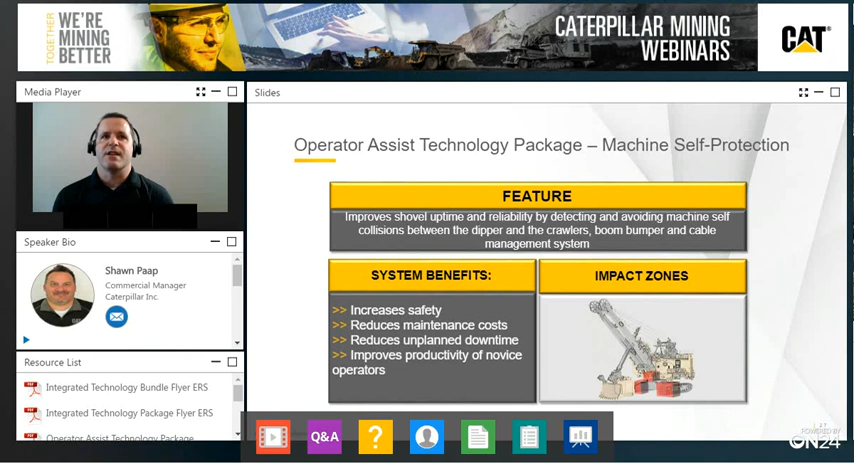 TOGETHER
WE'RE
MINING
BETTER
CATERPILLAR MINING
WEBINARS
CAT
Media Player
Slides
Operator Assist Technology Package – Machine Self-Protection
FEATURE
Improves shovel uptime and reliability by detecting and avoiding machine self
collisions between the dipper and the crawlers, boom bumper and cable
management system
SYSTEM BENEFITS:
>> Increases safety
>> Reduces maintenance costs
>> Reduces unplanned downtime
>> Improves productivity of novice
operators
IMPACT ZONES
Speaker Bio
Shawn Paap
Commercial Manager
Caterpillar Inc.
Resource List
Integrated Technology Bundle Flyer ERS
Integrated Technology Package Flyer ERS
Operator Assist Technology Package
Q&A
?
POWERED BY
ON24